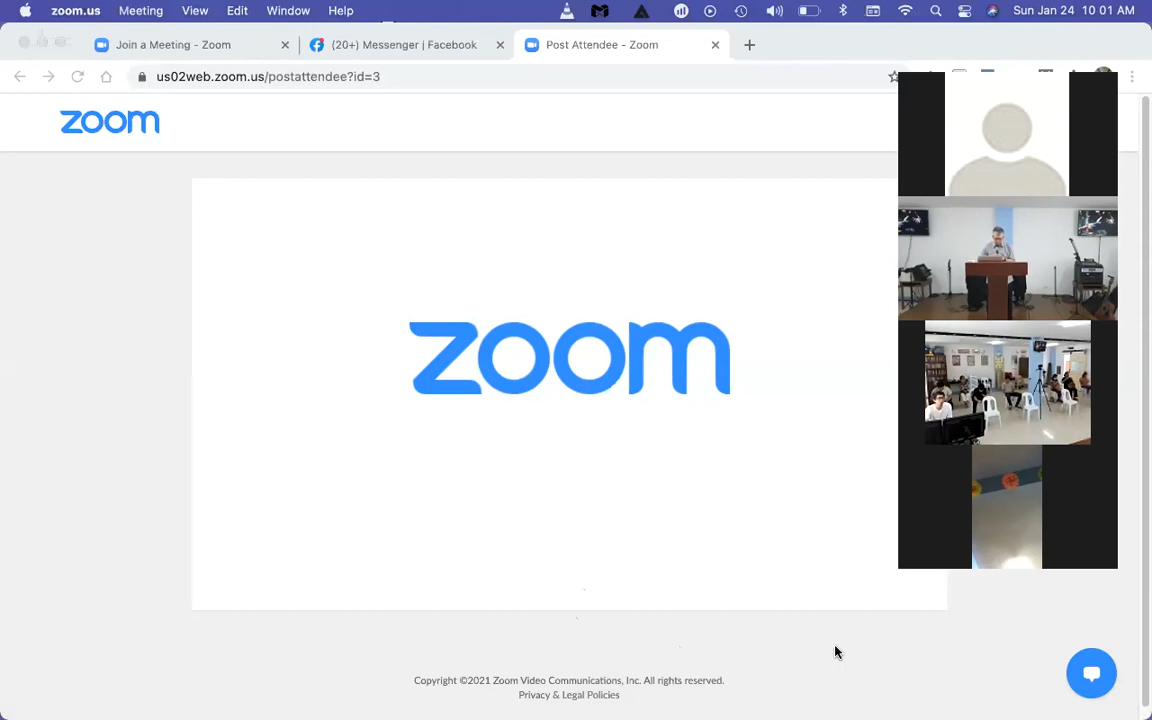 zoom.us Meeting View Edit Window Help Sun Jan 24 10 01 AM
Join a Meeting - Zoom (20+) Messenger | Facebook Post Attendee - Zoom
us02web.zoom.us/postattendee?id=3
zoom
zoom
Copyright ©2021 Zoom Video Communications, Inc. All rights reserved.
Privacy & Legal Policies